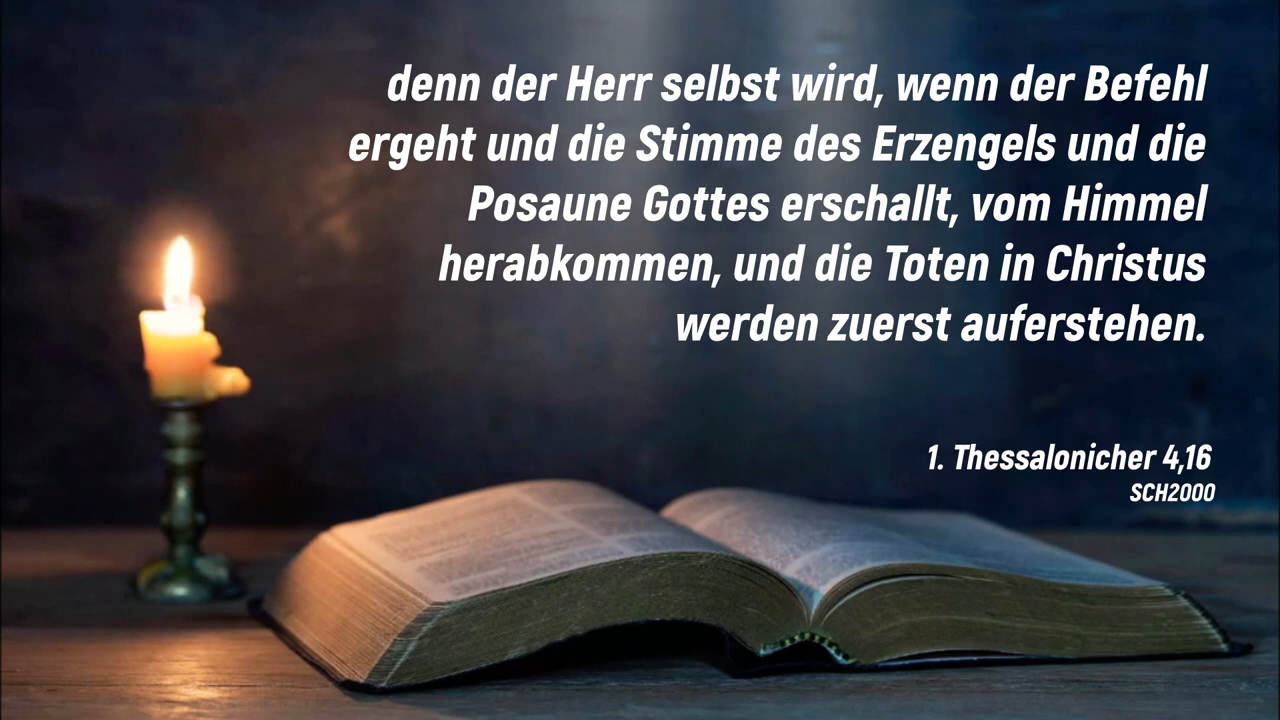 denn der Herr selbst wird, wenn der Befehl
ergeht und die Stimme des Erzengels und die
Posaune Gottes erschallt, vom Himmel
herabkommen, und die Toten in Christus
werden zuerst auferstehen.
1. Thessalonicher 4,16
SCH2000